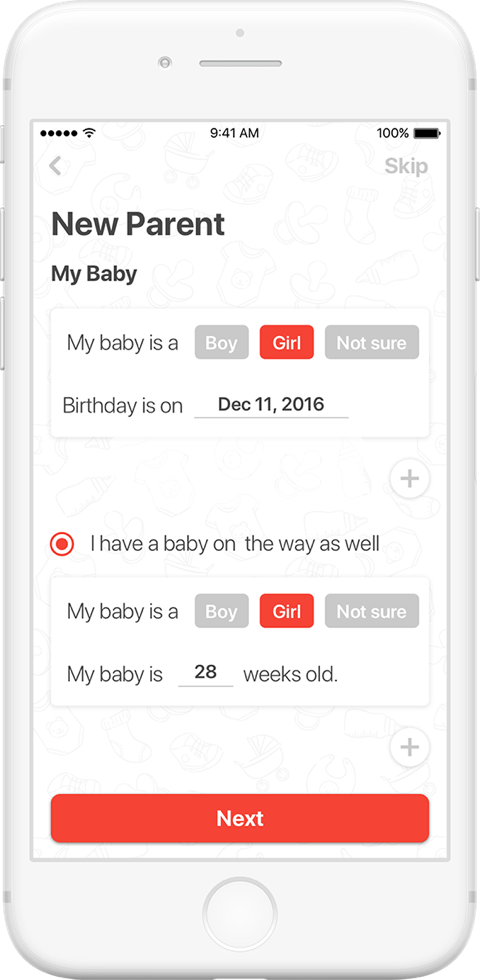 9:41 AM 100%
Skip
New Parent
My Baby
My baby is a Boy Girl Not sure
Birthday is on Dec 11, 2016
+
I have a baby on the way as well
My baby is a Boy Girl Not sure
My baby is 28 weeks old.
+
Next